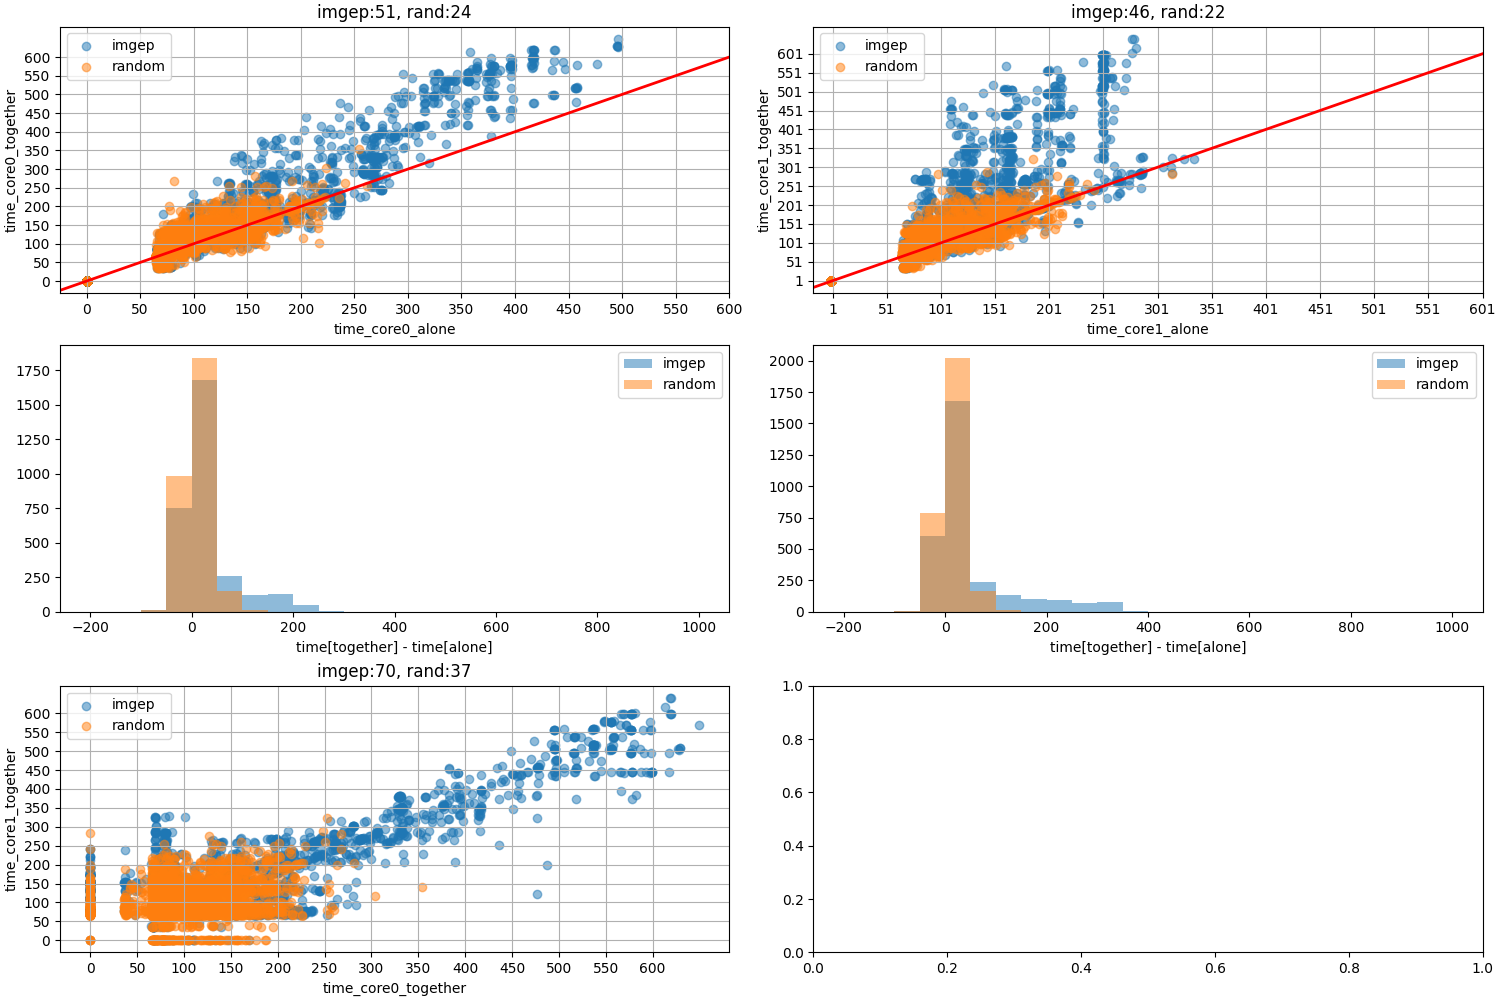 imgep:51, rand:24
imgep
random
time_core0_together
600
550
500
450
400
350
300
250
200
150
100
50
0
0 50 100 150 200 250 300 350 400 450 500 550 600
time_core0_alone
imgep:46, rand:22
imgep
random
time_core1_together
601
551
501
451
401
351
301
251
201
151
101
51
1
1 51 101 151 201 251 301 351 401 451 501 551 601
time_core1_alone
imgep
random
1750
1500
1250
1000
750
500
250
0
−200 0 200 400 600 800 1000
time[together] - time[alone]
imgep
random
2000
1750
1500
1250
1000
750
500
250
0
−200 0 200 400 600 800 1000
time[together] - time[alone]
imgep:70, rand:37
imgep
random
time_core1_together
600
550
500
450
400
350
300
250
200
150
100
50
0
0 50 100 150 200 250 300 350 400 450 500 550 600
time_core0_together
1.0
0.8
0.6
0.4
0.2
0.0
0.0 0.2 0.4 0.6 0.8 1.0